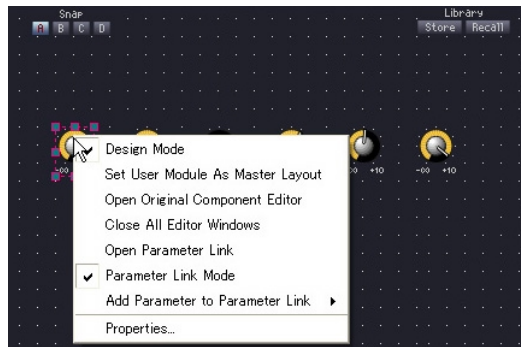 Snap
A B C D
Library
Store Recall
-∞
+10
-∞ +10
Design Mode
Set User Module As Master Layout
Open Original Component Editor
Close All Editor Windows
Open Parameter Link
Parameter Link Mode
Add Parameter to Parameter Link
Properties...